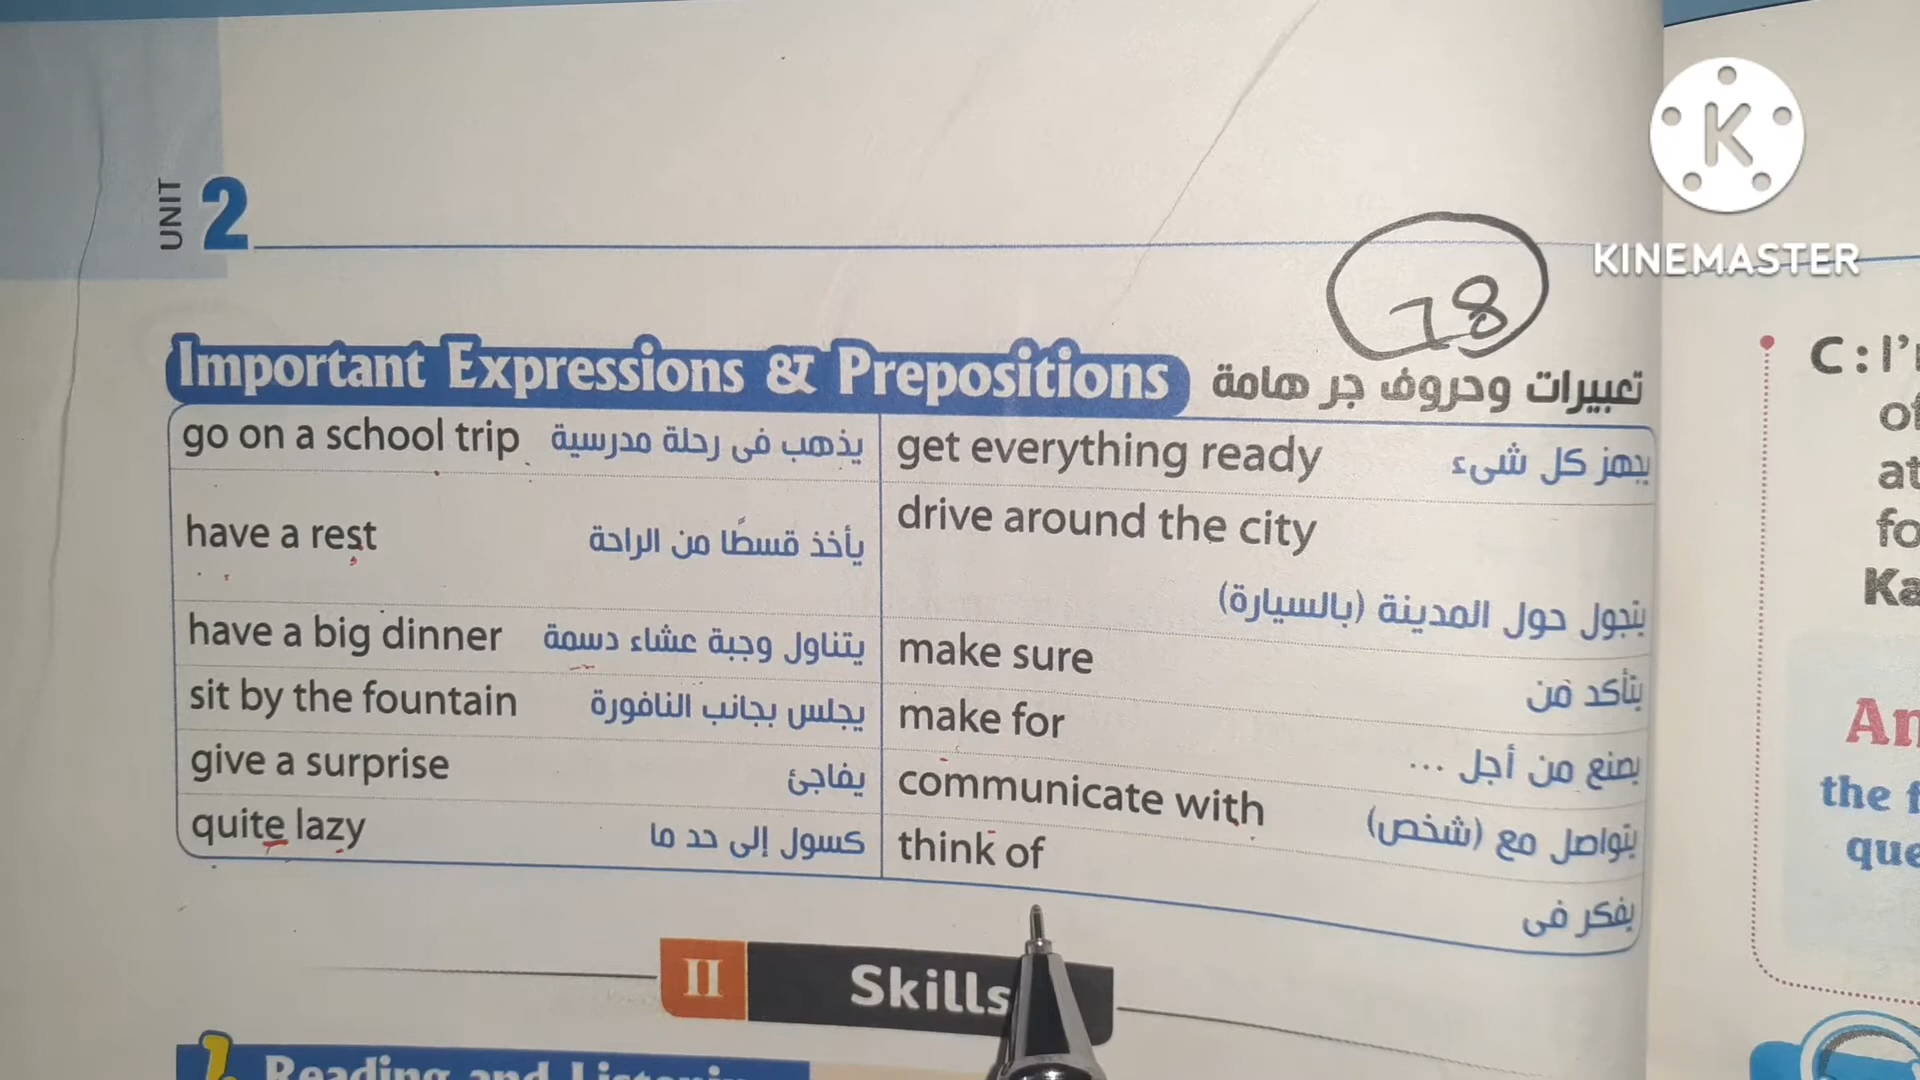 KINEMASTER
UNIT 2
78
Important Expressions & Prepositions تعبيرات وحروف جر هامة
go on a school trip يذهب فى رحلة مدرسية
have a rest يأخذ قسطًا من الراحة
have a big dinner يتناول وجبة عشاء دسمة
sit by the fountain يجلس بجانب النافورة
give a surprise يفاجئ
quite lazy كسول إلى حد ما
get everything ready يجهز كل شىء
drive around the city
يتجول حول المدينة (بالسيارة)
make sure يتأكد من
make for يصنع من أجل ...
communicate with يتواصل مع (شخص)
think of يفكر فى
II Skills
Reading and
C : I'
of
at
fo
Ka
the f
que